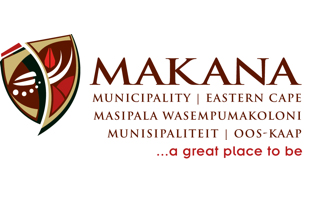 MAKANA
MUNICIPALITY | EASTERN CAPE
MASIPALA WASEMPUMAKOLONI
MUNISIPALITEIT | OOS-KAAP
...a great place to be